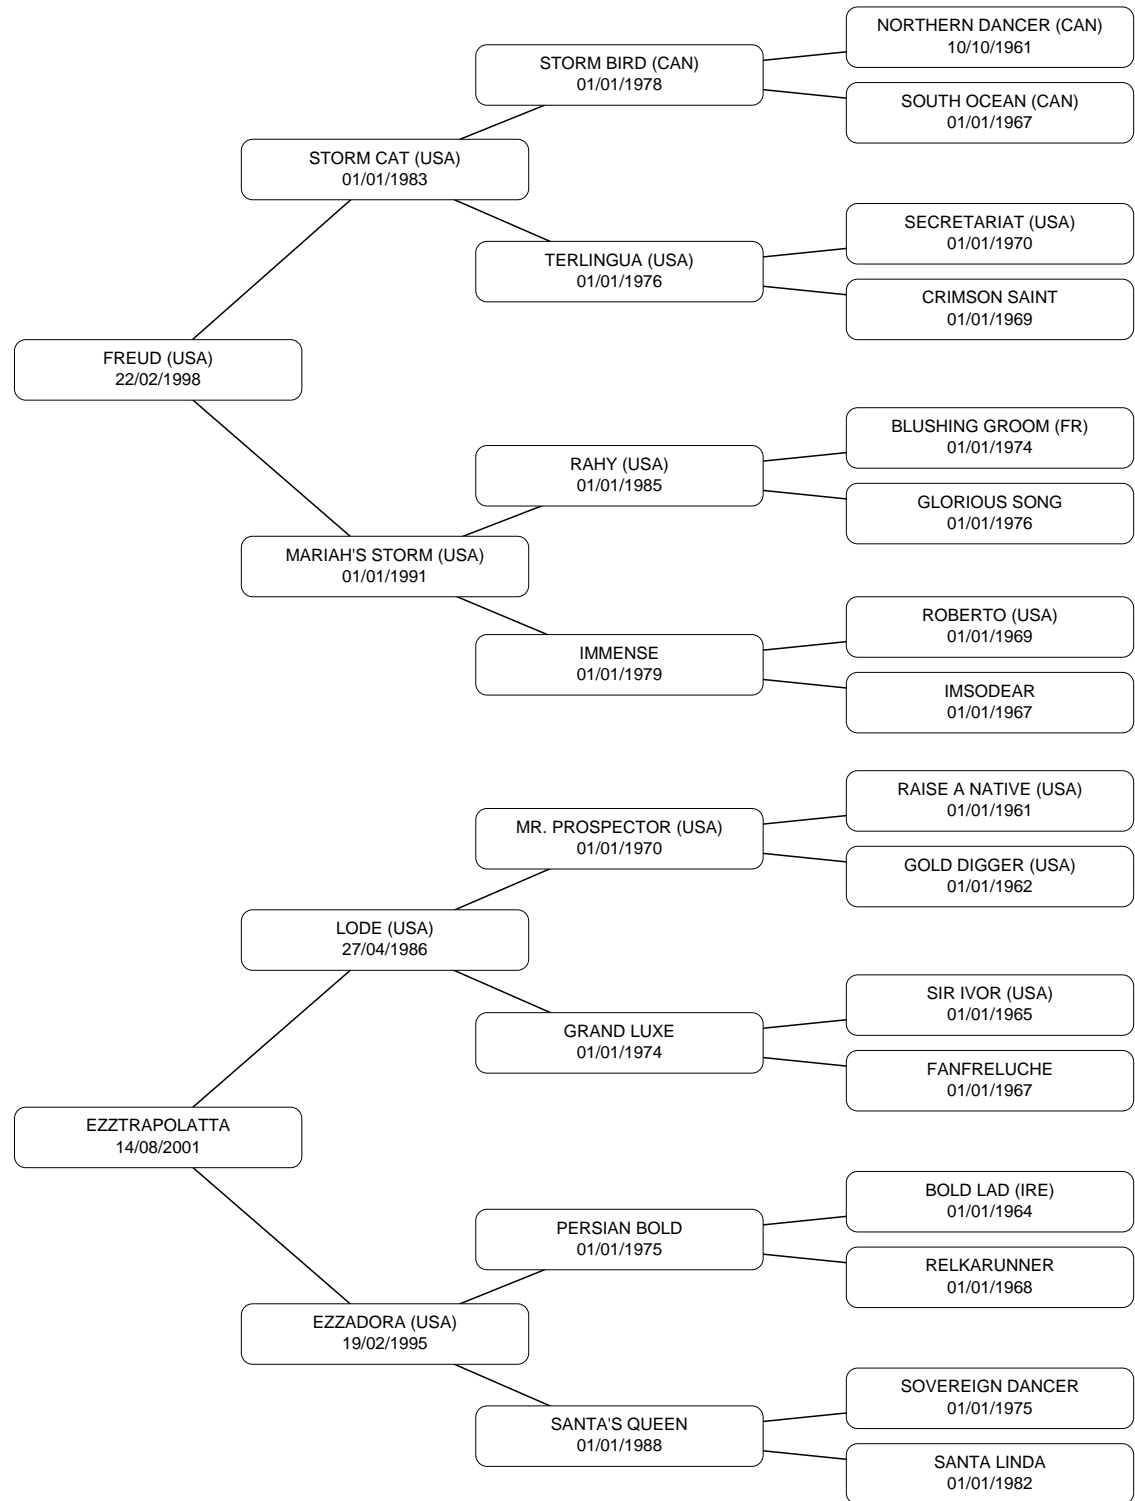 NORTHERN DANCER (CAN)
10/10/1961
STORM BIRD (CAN)
01/01/1978
SOUTH OCEAN (CAN)
01/01/1967
STORM CAT (USA)
01/01/1983
SECRETARIAT (USA)
01/01/1970
TERLINGUA (USA)
01/01/1976
CRIMSON SAINT
01/01/1969
FREUD (USA)
22/02/1998
BLUSHING GROOM (FR)
01/01/1974
RAHY (USA)
01/01/1985
GLORIOUS SONG
01/01/1976
MARIAH'S STORM (USA)
01/01/1991
ROBERTO (USA)
01/01/1969
IMMENSE
01/01/1979
IMSODEAR
01/01/1967
RAISE A NATIVE (USA)
01/01/1961
MR. PROSPECTOR (USA)
01/01/1970
GOLD DIGGER (USA)
01/01/1962
LODE (USA)
27/04/1986
SIR IVOR (USA)
01/01/1965
GRAND LUXE
01/01/1974
FANFRELUCHE
01/01/1967
EZZTRAPOLATTA
14/08/2001
BOLD LAD (IRE)
01/01/1964
PERSIAN BOLD
01/01/1975
RELKARUNNER
01/01/1968
EZZADORA (USA)
19/02/1995
SOVEREIGN DANCER
01/01/1975
SANTA'S QUEEN
01/01/1988
SANTA LINDA
01/01/1982